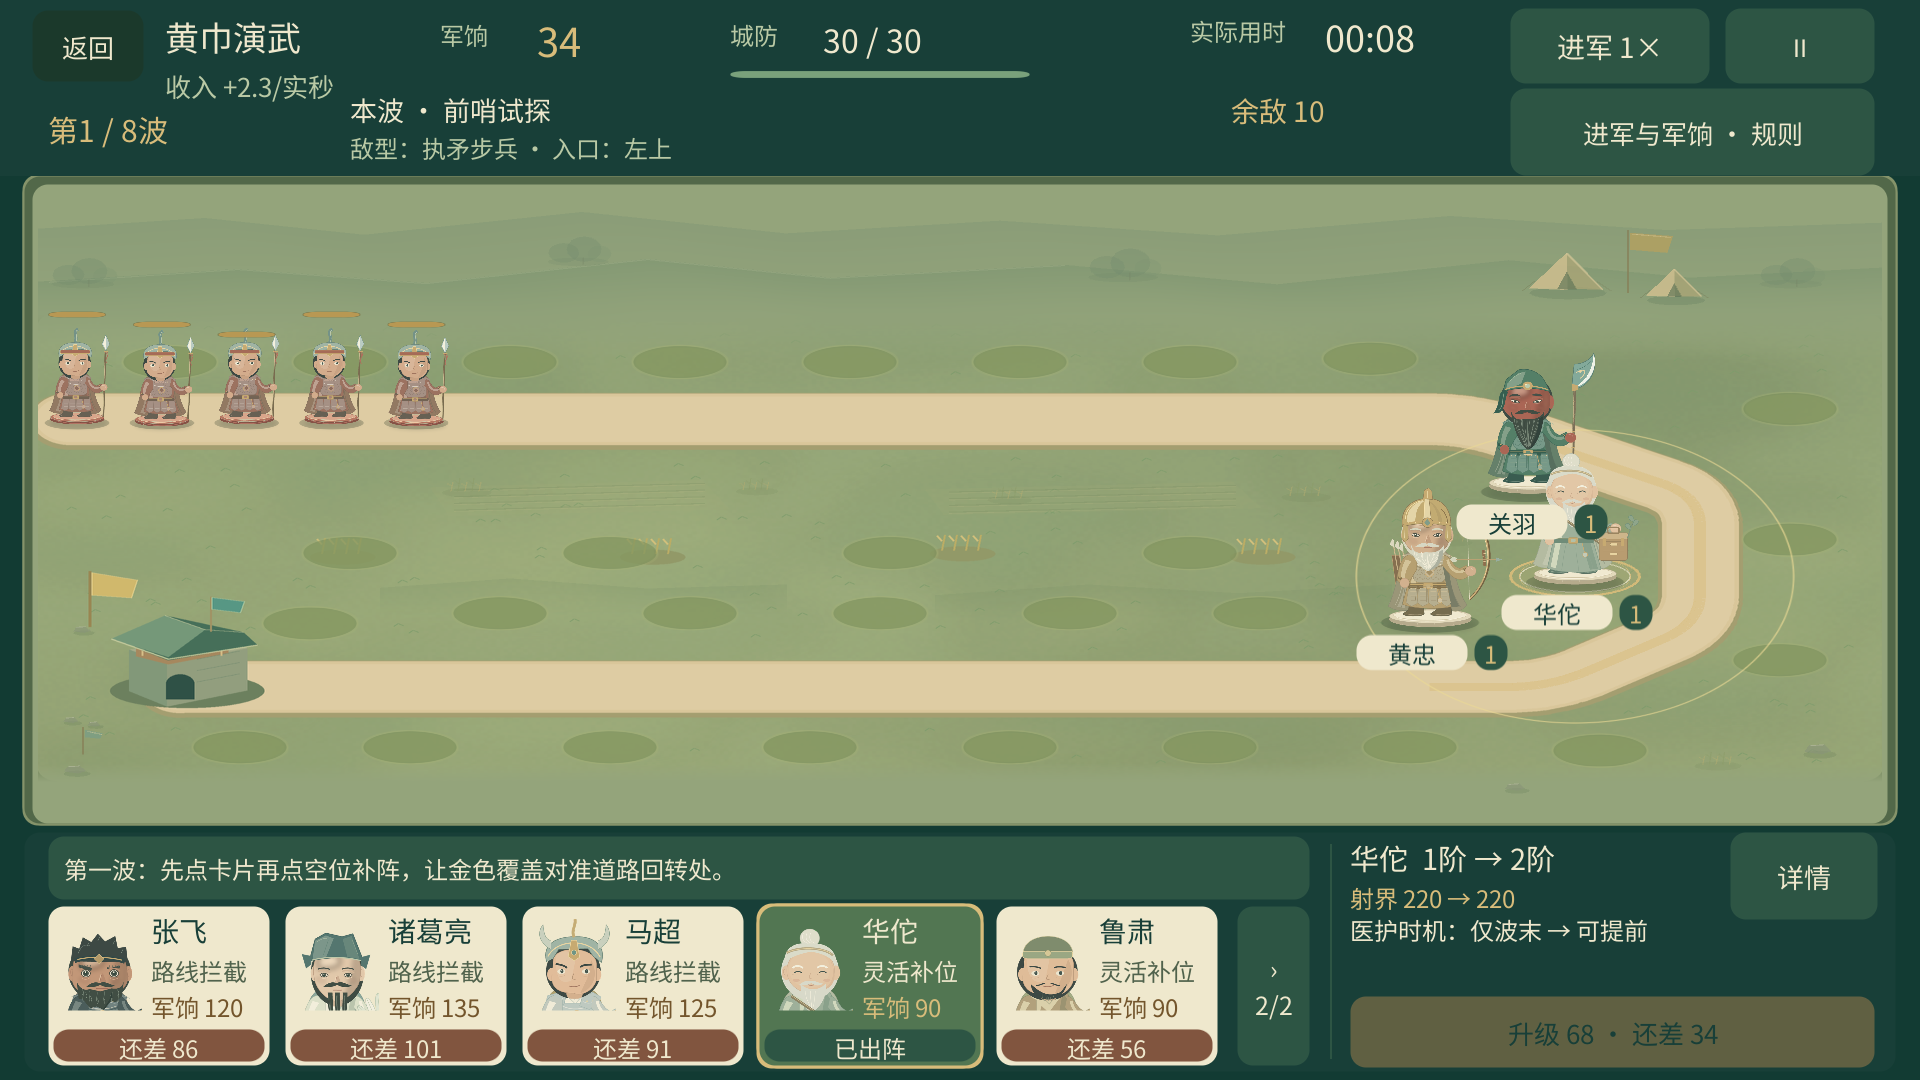 返回
黄巾演武
收入 +2.3/实秒
军饷 34
城防 30 / 30
实际用时 00:08
进军 1×
II
第1 / 8波
本波 · 前哨试探
敌型：执矛步兵 · 入口：左上
余敌 10
进军与军饷 · 规则
关羽 1
华佗 1
黄忠 1
第一波：先点卡片再点空位补阵，让金色覆盖对准道路回转处。
张飞
路线拦截
军饷 120
还差 86
诸葛亮
路线拦截
军饷 135
还差 101
马超
路线拦截
军饷 125
还差 91
华佗
灵活补位
军饷 90
已出阵
鲁肃
灵活补位
军饷 90
还差 56
›
2/2
华佗 1阶 → 2阶
射界 220 → 220
医护时机：仅波末 → 可提前
详情
升级 68 · 还差 34